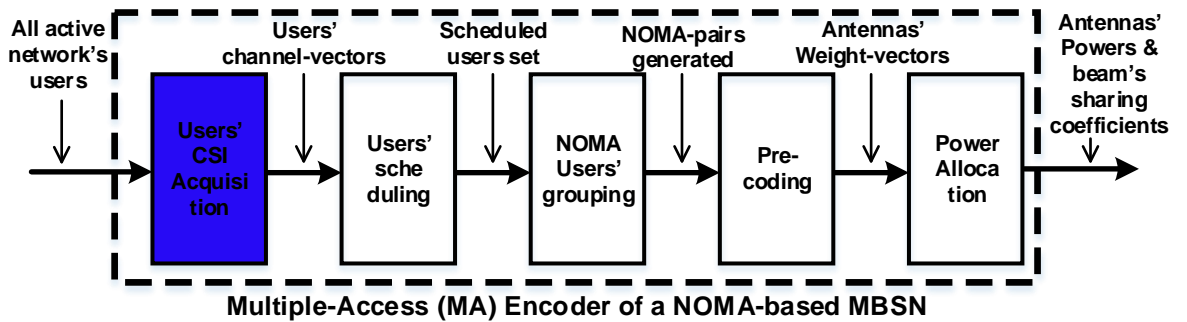 All active
network's
users
Users'
channel-vectors
Scheduled
users set
NOMA-pairs
generated
Antennas'
Weight-vectors
Antennas'
Powers &
beam's
sharing
coefficients
Users'
CSI
Acquisi
tion
Users'
sche
duling
NOMA
Users'
grouping
Pre-
coding
Power
Alloca
tion
Multiple-Access (MA) Encoder of a NOMA-based MBSN